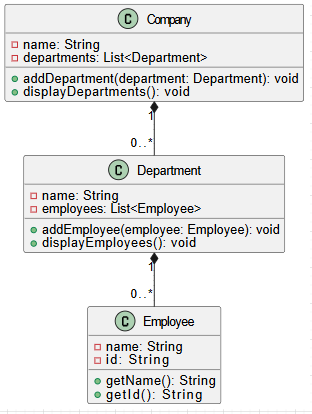 C Company
name: String
departments: List<Department>
addDepartment(department: Department): void
displayDepartments(): void
1
0..*
C Department
name: String
employees: List<Employee>
addEmployee(employee: Employee): void
displayEmployees(): void
1
0..*
C Employee
name: String
id: String
getName(): String
getId(): String